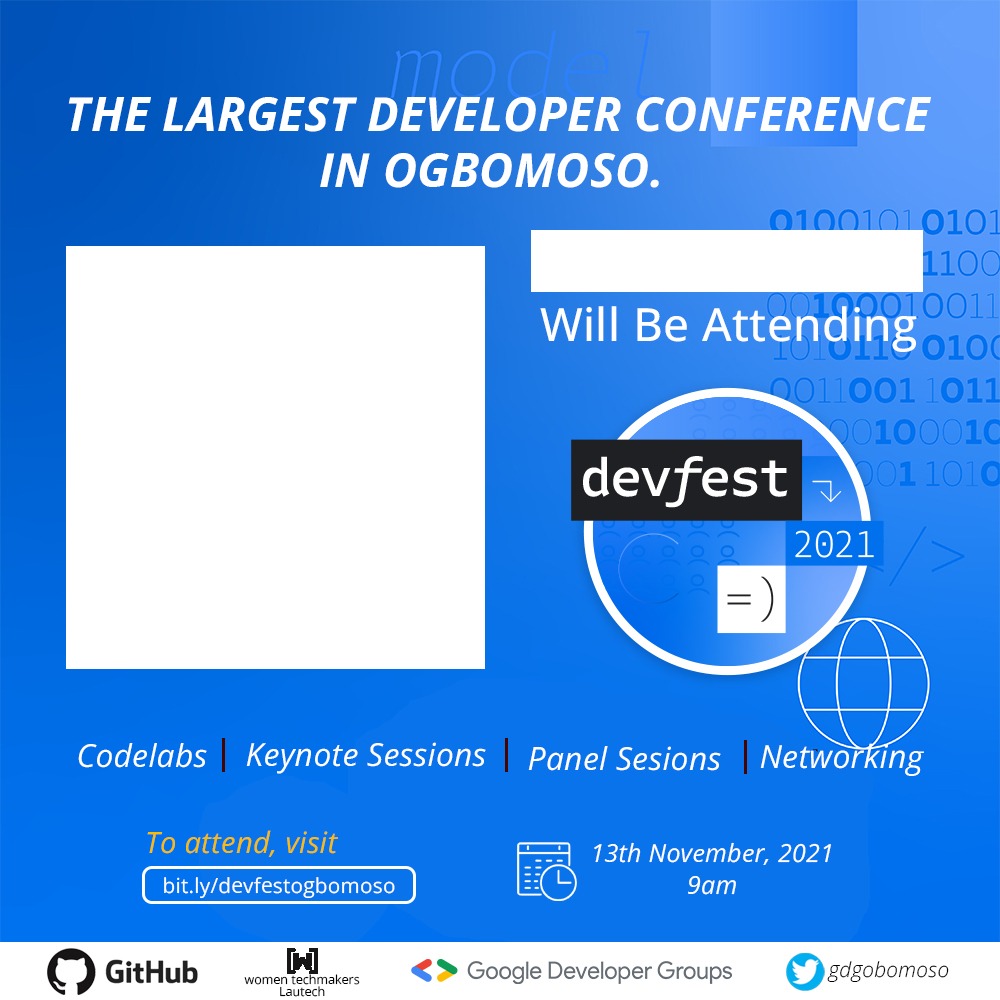 model
THE LARGEST DEVELOPER CONFERENCE
IN OGBOMOSO.
Will Be Attending
devfest
2021
=)
</>
Codelabs | Keynote Sessions | Panel Sesions | Networking
To attend, visit
bit.ly/devfestogbomoso
13th November, 2021
9am
GitHub
women techmakers
Lautech
Google Developer Groups
gdgobomoso